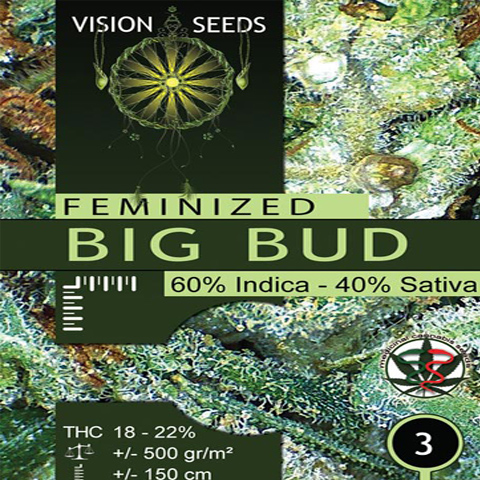 VISION SEEDS
FEMINIZED
BIG BUD
60% Indica - 40% Sativa
THC 18 - 22%
+/- 500 gr/m²
+/- 150 cm
3